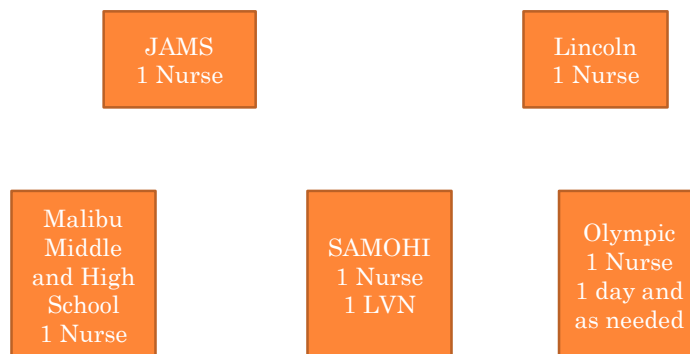 JAMS
1 Nurse
Lincoln
1 Nurse
Malibu
Middle
and High
School
1 Nurse
SAMOHI
1 Nurse
1 LVN
Olympic
1 Nurse
1 day and
as needed